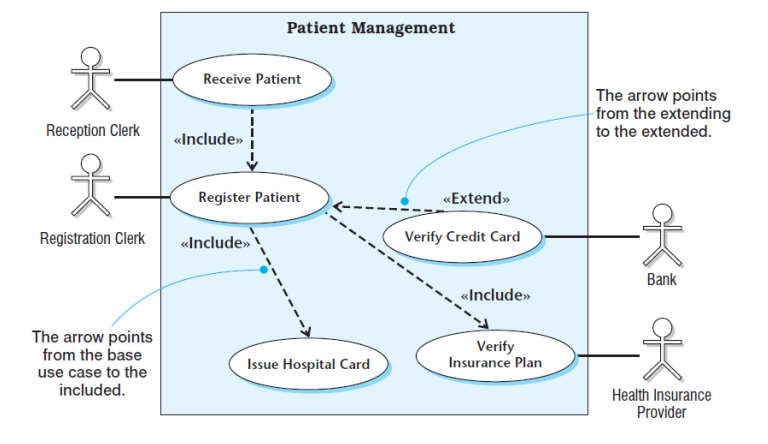 Patient Management
Receive Patient
Reception Clerk
«Include»
The arrow points
from the extending
to the extended.
Register Patient
Registration Clerk
«Extend»
Verify Credit Card
Bank
«Include»
«Include»
The arrow points
from the base
use case to the
included.
Issue Hospital Card
Verify
Insurance Plan
Health Insurance
Provider